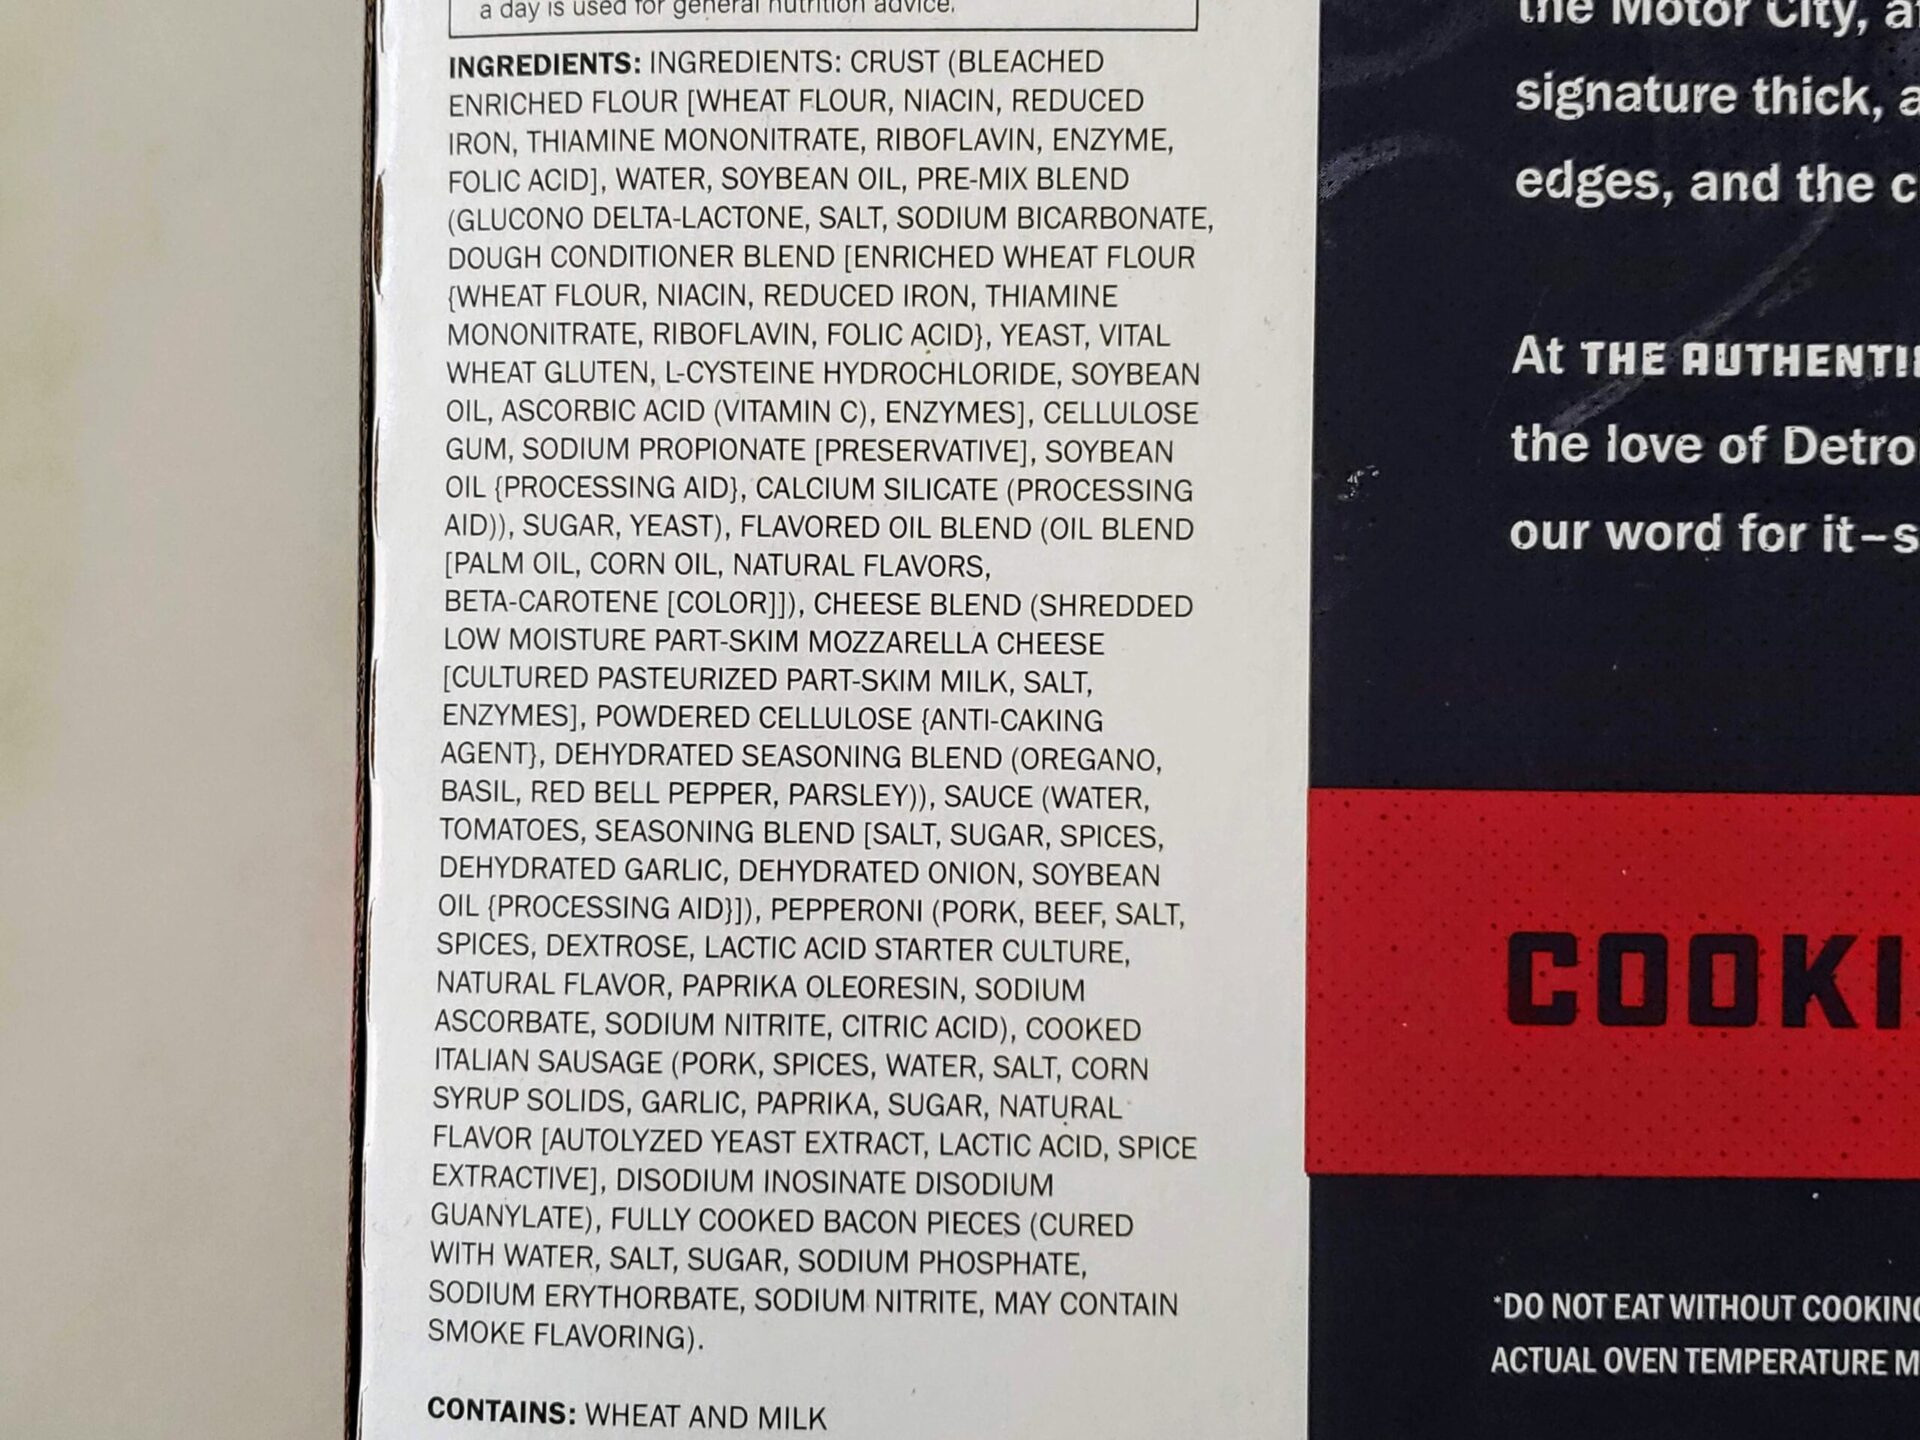 a day is used for general nutrition advice.
INGREDIENTS: INGREDIENTS: CRUST (BLEACHED
ENRICHED FLOUR [WHEAT FLOUR, NIACIN, REDUCED
IRON, THIAMINE MONONITRATE, RIBOFLAVIN, ENZYME,
FOLIC ACID], WATER, SOYBEAN OIL, PRE-MIX BLEND
(GLUCONO DELTA-LACTONE, SALT, SODIUM BICARBONATE,
DOUGH CONDITIONER BLEND [ENRICHED WHEAT FLOUR
{WHEAT FLOUR, NIACIN, REDUCED IRON, THIAMINE
MONONITRATE, RIBOFLAVIN, FOLIC ACID}, YEAST, VITAL
WHEAT GLUTEN, L-CYSTEINE HYDROCHLORIDE, SOYBEAN
OIL, ASCORBIC ACID (VITAMIN C), ENZYMES], CELLULOSE
GUM, SODIUM PROPIONATE [PRESERVATIVE], SOYBEAN
OIL {PROCESSING AID}, CALCIUM SILICATE (PROCESSING
AID)), SUGAR, YEAST), FLAVORED OIL BLEND (OIL BLEND
[PALM OIL, CORN OIL, NATURAL FLAVORS,
BETA-CAROTENE [COLOR]]), CHEESE BLEND (SHREDDED
LOW MOISTURE PART-SKIM MOZZARELLA CHEESE
[CULTURED PASTEURIZED PART-SKIM MILK, SALT,
ENZYMES], POWDERED CELLULOSE {ANTI-CAKING
AGENT}, DEHYDRATED SEASONING BLEND (OREGANO,
BASIL, RED BELL PEPPER, PARSLEY)), SAUCE (WATER,
TOMATOES, SEASONING BLEND [SALT, SUGAR, SPICES,
DEHYDRATED GARLIC, DEHYDRATED ONION, SOYBEAN
OIL {PROCESSING AID}]), PEPPERONI (PORK, BEEF, SALT,
SPICES, DEXTROSE, LACTIC ACID STARTER CULTURE,
NATURAL FLAVOR, PAPRIKA OLEORESIN, SODIUM
ASCORBATE, SODIUM NITRITE, CITRIC ACID), COOKED
ITALIAN SAUSAGE (PORK, SPICES, WATER, SALT, CORN
SYRUP SOLIDS, GARLIC, PAPRIKA, SUGAR, NATURAL
FLAVOR [AUTOLYZED YEAST EXTRACT, LACTIC ACID, SPICE
EXTRACTIVE], DISODIUM INOSINATE DISODIUM
GUANYLATE), FULLY COOKED BACON PIECES (CURED
WITH WATER, SALT, SUGAR, SODIUM PHOSPHATE,
SODIUM ERYTHORBATE, SODIUM NITRITE, MAY CONTAIN
SMOKE FLAVORING).
CONTAINS: WHEAT AND MILK
the Motor City,
signature thick,
edges, and the
At THE
the love of
our word for it–
*DO NOT EAT WITHOUT
ACTUAL OVEN TEMPERATURE